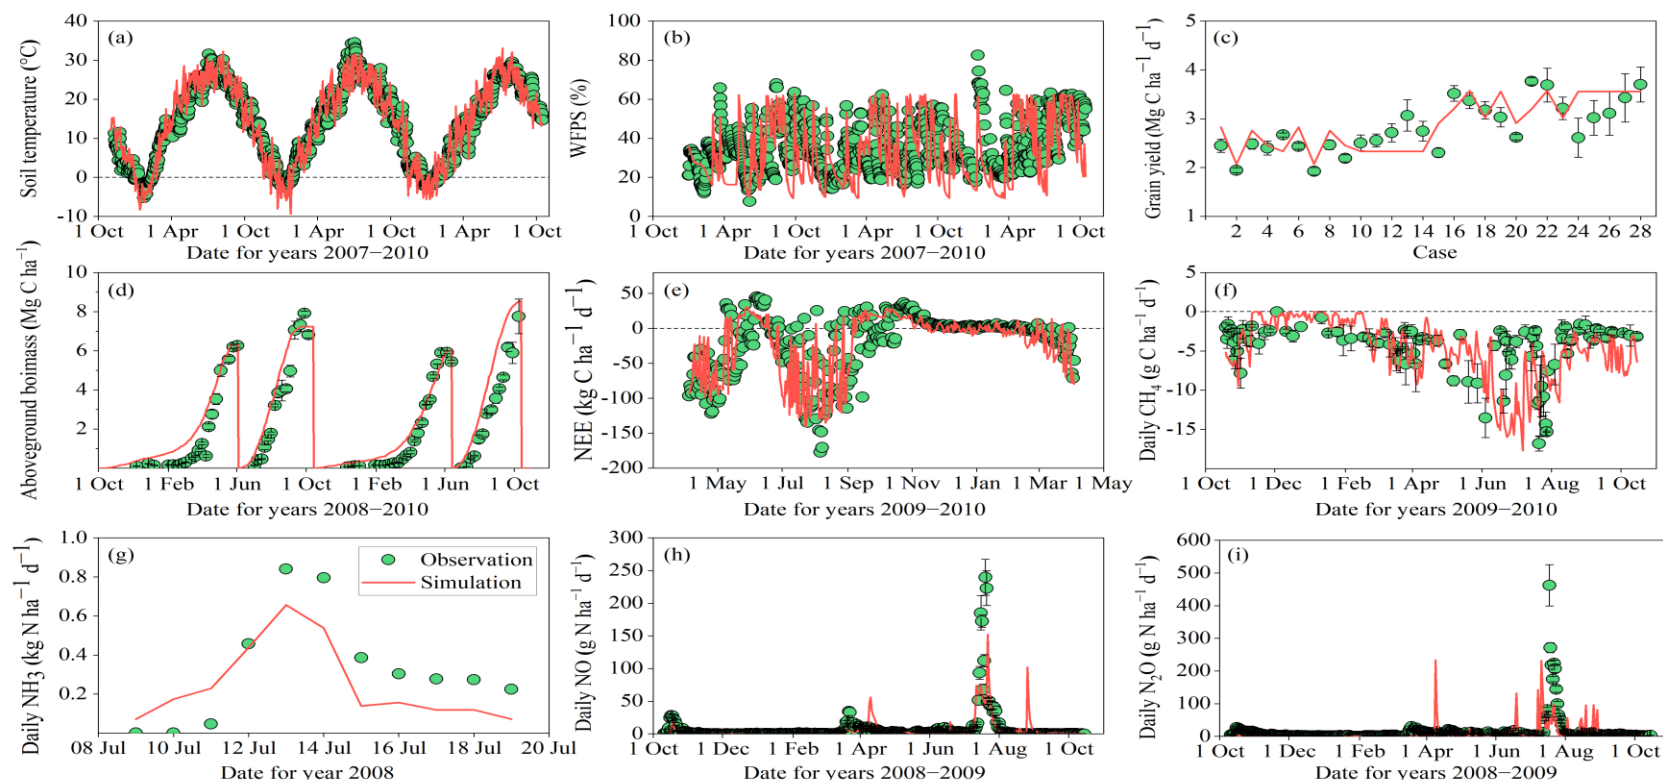 (a)
Soil temperature (°C)
40
30
20
10
0
-10
1 Oct 1 Apr 1 Oct 1 Apr 1 Oct 1 Apr 1 Oct
Date for years 2007−2010
(b)
WFPS (%)
100
80
60
40
20
0
1 Oct 1 Apr 1 Oct 1 Apr 1 Oct 1 Apr 1 Oct
Date for years 2007−2010
(c)
Grain yield (Mg C ha⁻¹ d⁻¹)
5
4
3
2
1
2 4 6 8 10 12 14 16 18 20 22 24 26 28
Case
(d)
Aboveground boimass (Mg C ha⁻¹)
10
8
6
4
2
1 Oct 1 Feb 1 Jun 1 Oct 1 Feb 1 Jun 1 Oct
Date for years 2008−2010
(e)
NEE (kg C ha⁻¹ d⁻¹)
50
0
-50
-100
-150
-200
1 May 1 Jul 1 Sep 1 Nov 1 Jan 1 Mar 1 May
Date for years 2009−2010
(f)
Daily CH₄ (g C ha⁻¹ d⁻¹)
5
0
-5
-10
-15
1 Oct 1 Dec 1 Feb 1 Apr 1 Jun 1 Aug 1 Oct
Date for years 2009−2010
(g)
Observation
Simulation
Daily NH₃ (kg N ha⁻¹ d⁻¹)
1.0
0.8
0.6
0.4
0.2
08 Jul 10 Jul 12 Jul 14 Jul 16 Jul 18 Jul 20 Jul
Date for year 2008
(h)
Daily NO (g N ha⁻¹ d⁻¹)
300
250
200
150
100
50
0
1 Oct 1 Dec 1 Feb 1 Apr 1 Jun 1 Aug 1 Oct
Date for years 2008−2009
(i)
Daily N₂O (g N ha⁻¹ d⁻¹)
600
500
400
300
200
100
0
1 Oct 1 Dec 1 Feb 1 Apr 1 Jun 1 Aug 1 Oct
Date for years 2008−2009